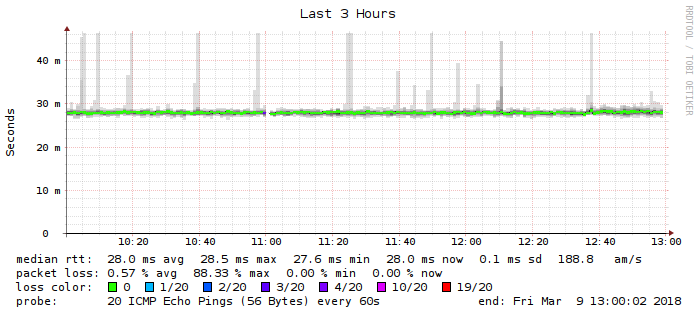 Last 3 Hours
RRDTOOL / TOBI OETIKER
Seconds
40 m
30 m
20 m
10 m
0
10:20 10:40 11:00 11:20 11:40 12:00 12:20 12:40 13:00
median rtt: 28.0 ms avg 28.5 ms max 27.6 ms min 28.0 ms now 0.1 ms sd 188.8 am/s
packet loss: 0.57 % avg 88.33 % max 0.00 % min 0.00 % now
loss color: 0 1/20 2/20 3/20 4/20 10/20 19/20
probe: 20 ICMP Echo Pings (56 Bytes) every 60s end: Fri Mar 9 13:00:02 2018